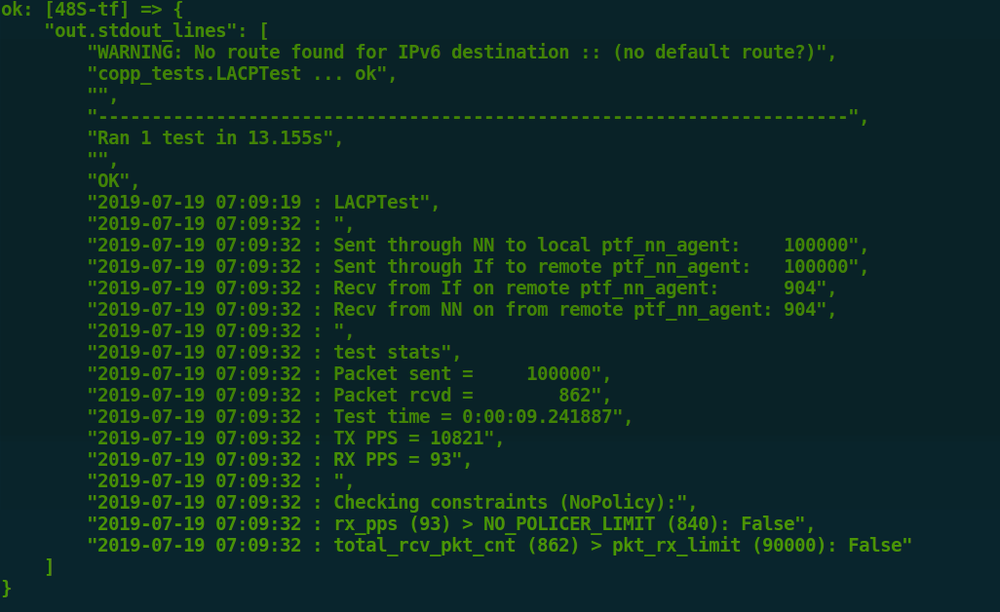 ok: [48S-tf] => {
    "out.stdout_lines": [
        "WARNING: No route found for IPv6 destination :: (no default route?)",
        "copp_tests.LACPTest ... ok",
        "",
        "----------------------------------------------------------------------",
        "Ran 1 test in 13.155s",
        "",
        "OK",
        "2019-07-19 07:09:19 : LACPTest",
        "2019-07-19 07:09:32 : ",
        "2019-07-19 07:09:32 : Sent through NN to local ptf_nn_agent:    100000",
        "2019-07-19 07:09:32 : Sent through If to remote ptf_nn_agent:   100000",
        "2019-07-19 07:09:32 : Recv from If on remote ptf_nn_agent:      904",
        "2019-07-19 07:09:32 : Recv from NN on from remote ptf_nn_agent: 904",
        "2019-07-19 07:09:32 : ",
        "2019-07-19 07:09:32 : test stats",
        "2019-07-19 07:09:32 : Packet sent =     100000",
        "2019-07-19 07:09:32 : Packet rcvd =        862",
        "2019-07-19 07:09:32 : Test time = 0:00:09.241887",
        "2019-07-19 07:09:32 : TX PPS = 10821",
        "2019-07-19 07:09:32 : RX PPS = 93",
        "2019-07-19 07:09:32 : ",
        "2019-07-19 07:09:32 : Checking constraints (NoPolicy):",
        "2019-07-19 07:09:32 : rx_pps (93) > NO_POLICER_LIMIT (840): False",
        "2019-07-19 07:09:32 : total_rcv_pkt_cnt (862) > pkt_rx_limit (90000): False"
    ]
}